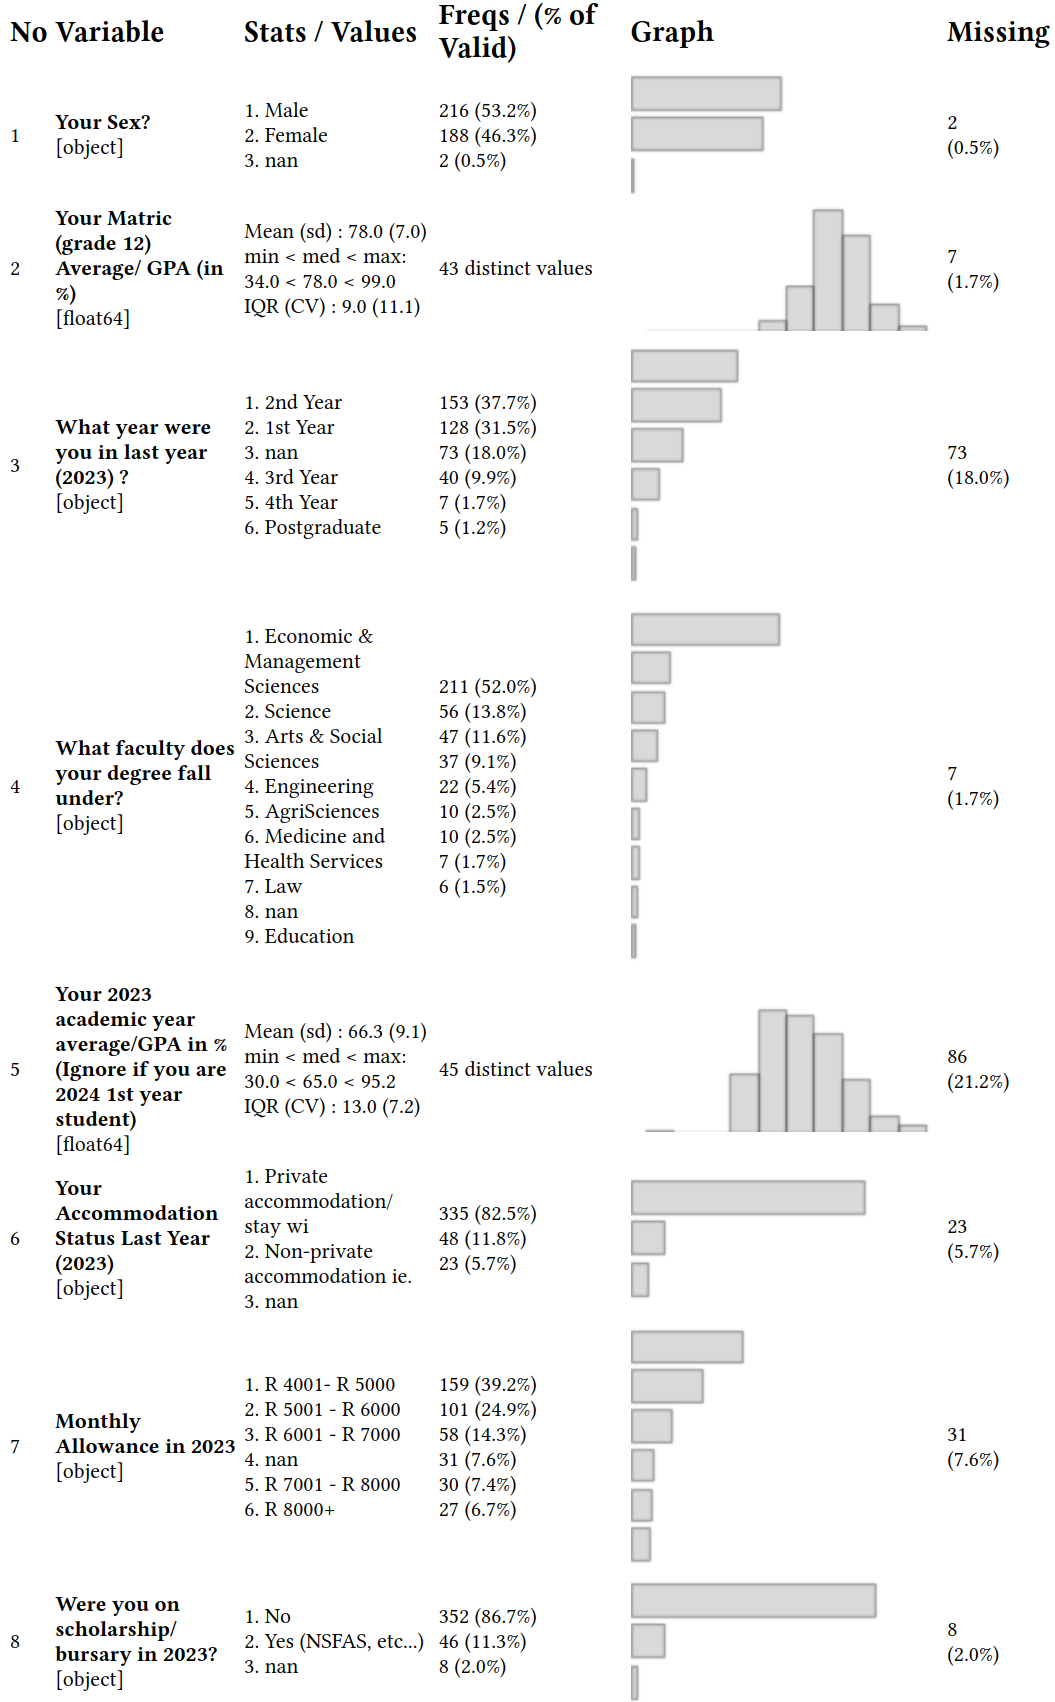 No Variable Stats / Values Freqs / (% of Valid) Graph Missing
1
Your Sex?
[object]
1. Male
2. Female
3. nan
216 (53.2%)
188 (46.3%)
2 (0.5%)
2
(0.5%)
2
Your Matric
(grade 12)
Average/ GPA (in
%)
[float64]
Mean (sd) : 78.0 (7.0)
min < med < max:
34.0 < 78.0 < 99.0
IQR (CV) : 9.0 (11.1)
43 distinct values
7
(1.7%)
3
What year were
you in last year
(2023) ?
[object]
1. 2nd Year
2. 1st Year
3. nan
4. 3rd Year
5. 4th Year
6. Postgraduate
153 (37.7%)
128 (31.5%)
73 (18.0%)
40 (9.9%)
7 (1.7%)
5 (1.2%)
73
(18.0%)
4
What faculty does
your degree fall
under?
[object]
1. Economic &
Management
Sciences
2. Science
3. Arts & Social
Sciences
4. Engineering
5. AgriSciences
6. Medicine and
Health Services
7. Law
8. nan
9. Education
211 (52.0%)
56 (13.8%)
47 (11.6%)
37 (9.1%)
22 (5.4%)
10 (2.5%)
10 (2.5%)
7 (1.7%)
6 (1.5%)
7
(1.7%)
5
Your 2023
academic year
average/GPA in %
(Ignore if you are
2024 1st year
student)
[float64]
Mean (sd) : 66.3 (9.1)
min < med < max:
30.0 < 65.0 < 95.2
IQR (CV) : 13.0 (7.2)
45 distinct values
86
(21.2%)
6
Your
Accommodation
Status Last Year
(2023)
[object]
1. Private
accommodation/
stay wi
2. Non-private
accommodation ie.
3. nan
335 (82.5%)
48 (11.8%)
23 (5.7%)
23
(5.7%)
7
Monthly
Allowance in 2023
[object]
1. R 4001- R 5000
2. R 5001 - R 6000
3. R 6001 - R 7000
4. nan
5. R 7001 - R 8000
6. R 8000+
159 (39.2%)
101 (24.9%)
58 (14.3%)
31 (7.6%)
30 (7.4%)
27 (6.7%)
31
(7.6%)
8
Were you on
scholarship/
bursary in 2023?
[object]
1. No
2. Yes (NSFAS, etc...)
3. nan
352 (86.7%)
46 (11.3%)
8 (2.0%)
8
(2.0%)